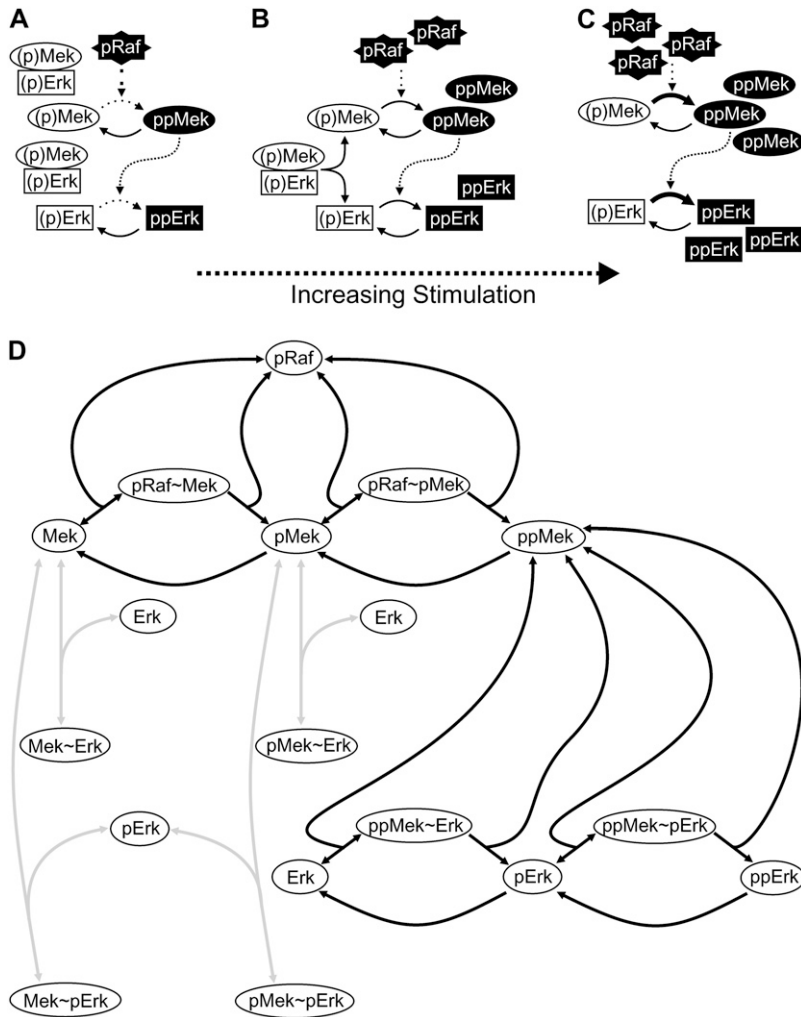 A
B
C
pRaf
(p)Mek
(p)Erk
(p)Mek
ppMek
(p)Mek
(p)Erk
(p)Erk
ppErk
pRaf
pRaf
ppMek
(p)Mek
ppMek
(p)Mek
(p)Erk
ppErk
(p)Erk
ppErk
pRaf
pRaf
pRaf
ppMek
(p)Mek
ppMek
ppMek
(p)Erk
ppErk
ppErk
ppErk
Increasing Stimulation
D
pRaf
pRaf~Mek
pRaf~pMek
Mek
pMek
ppMek
Erk
Erk
Mek~Erk
pMek~Erk
pErk
ppMek~Erk
ppMek~pErk
Erk
pErk
ppErk
Mek~pErk
pMek~pErk